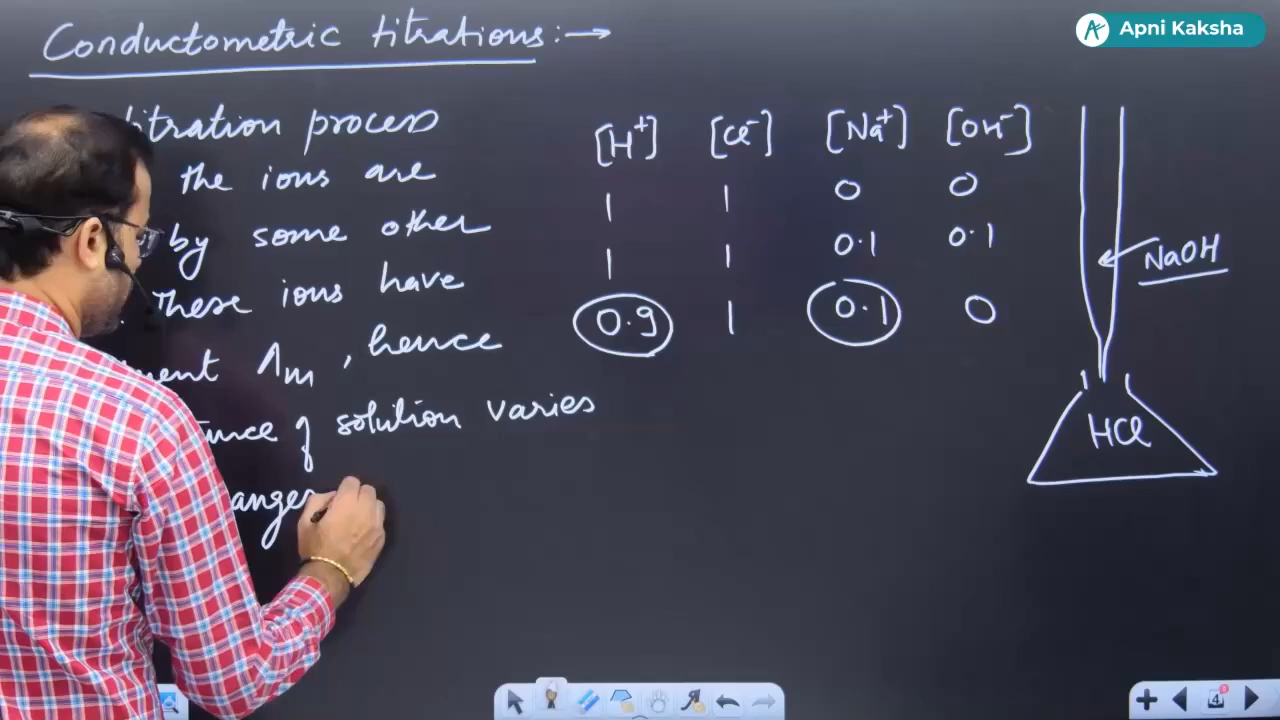 Conductometric titrations:→
Apni Kaksha
titration process
the ions are
by some other
These ions have
Λm, hence
of solution varies
[H⁺] [Cl⁻] [Na⁺] [OH⁻]
1 1 0 0
1 1 0.1 0.1
0.9 1 0.1 0
NaOH
HCl
4